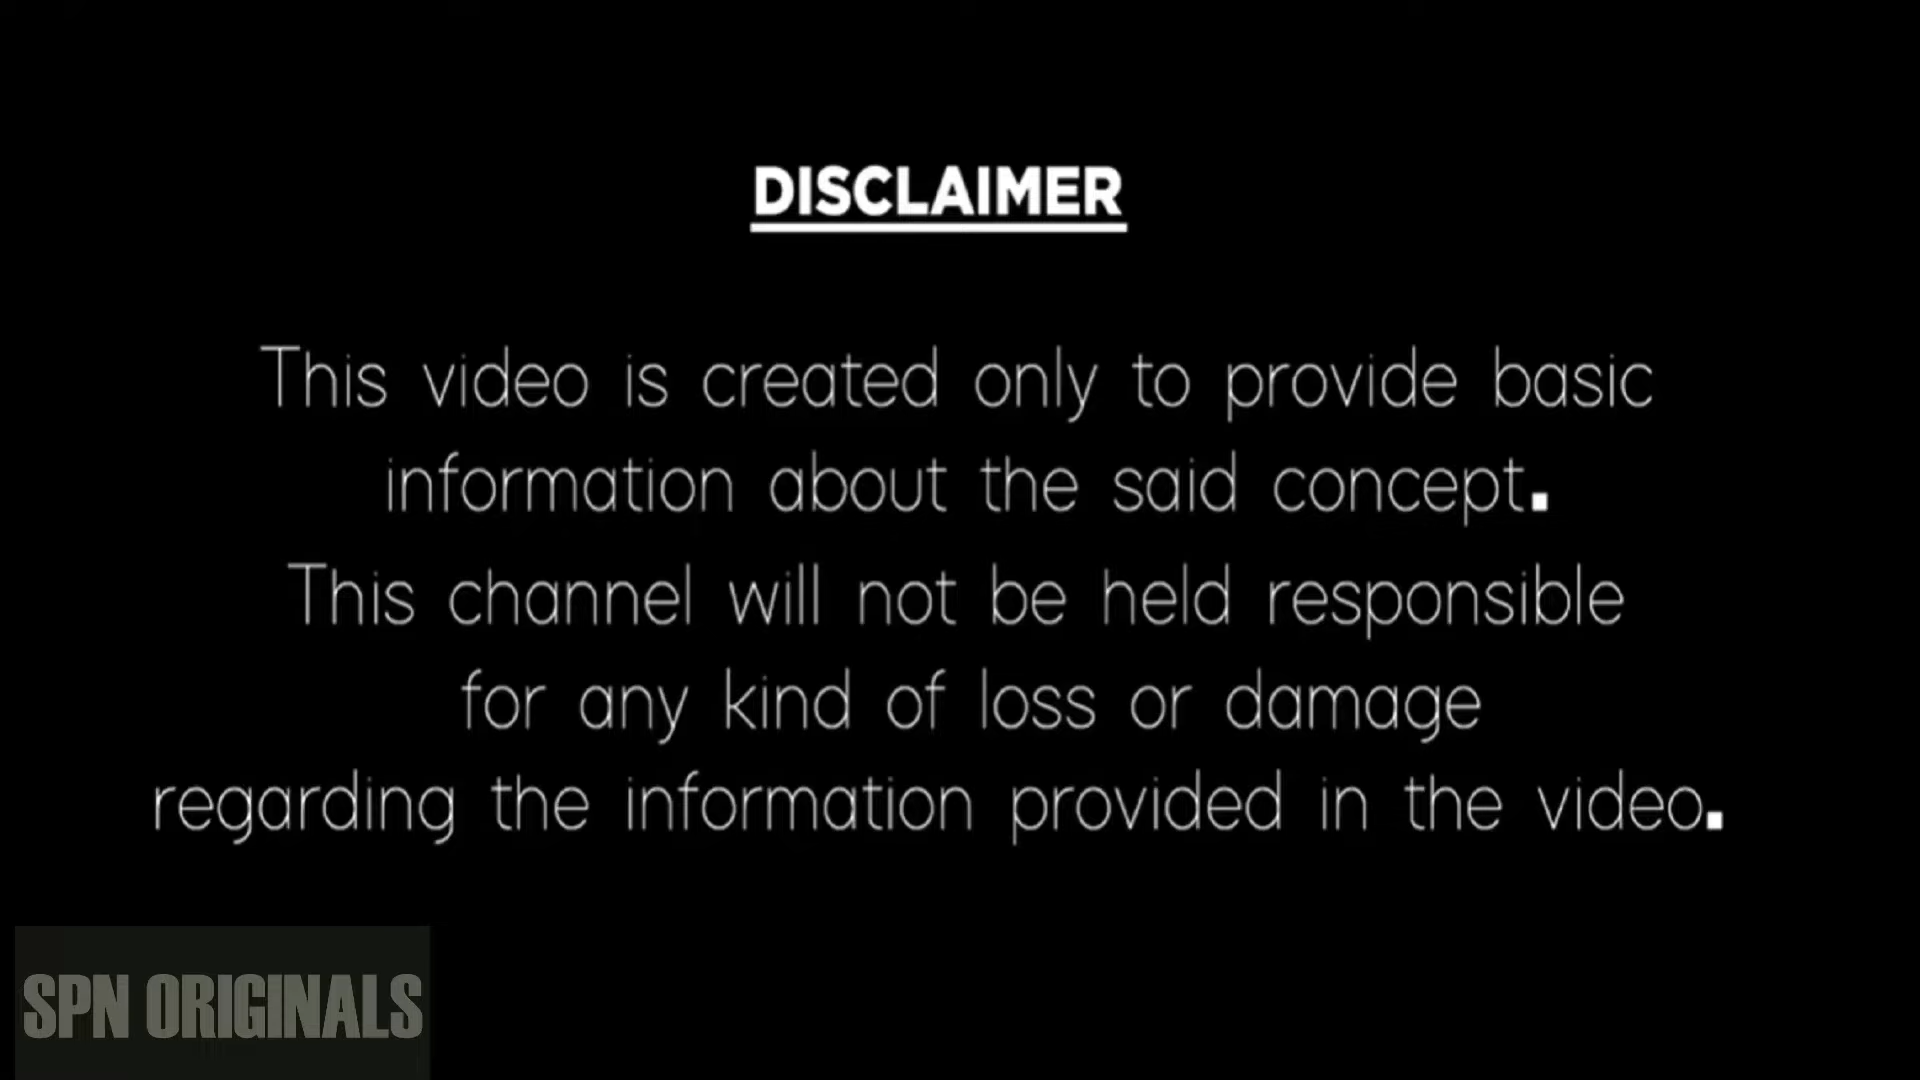 DISCLAIMER
This video is created only to provide basic
information about the said concept.
This channel will not be held responsible
for any kind of loss or damage
regarding the information provided in the video.
SPN ORIGINALS